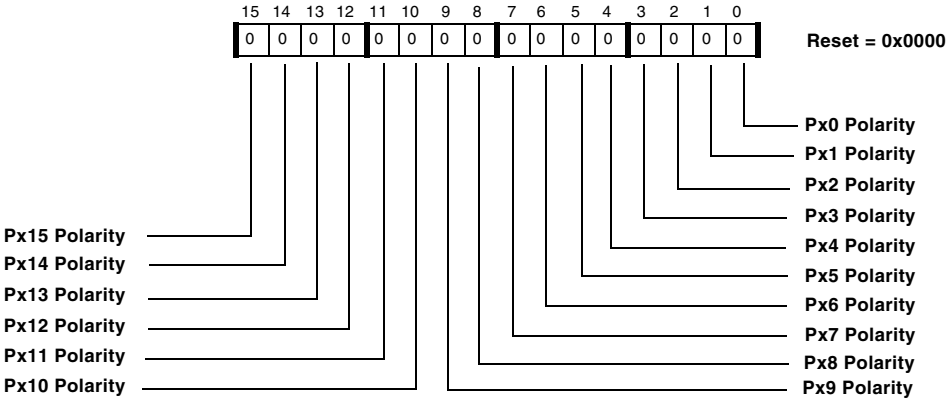 15 14 13 12 11 10 9 8 7 6 5 4 3 2 1 0
0 0 0 0 0 0 0 0 0 0 0 0 0 0 0 0
Reset = 0x0000
Px0 Polarity
Px1 Polarity
Px2 Polarity
Px3 Polarity
Px4 Polarity
Px5 Polarity
Px6 Polarity
Px7 Polarity
Px8 Polarity
Px9 Polarity
Px15 Polarity
Px14 Polarity
Px13 Polarity
Px12 Polarity
Px11 Polarity
Px10 Polarity